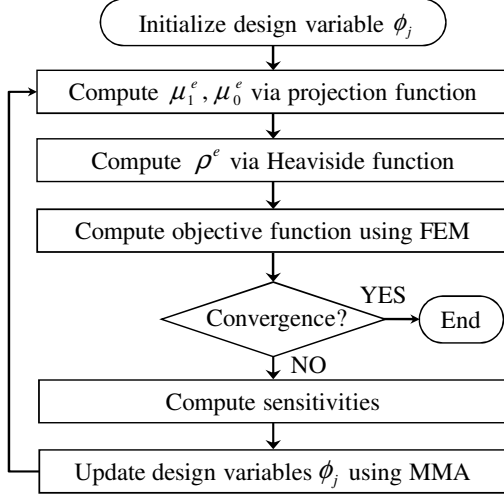 Initialize design variable ϕ_j
Compute μ_1^e, μ_0^e via projection function
Compute ρ^e via Heaviside function
Compute objective function using FEM
Convergence?
YES
End
NO
Compute sensitivities
Update design variables ϕ_j using MMA